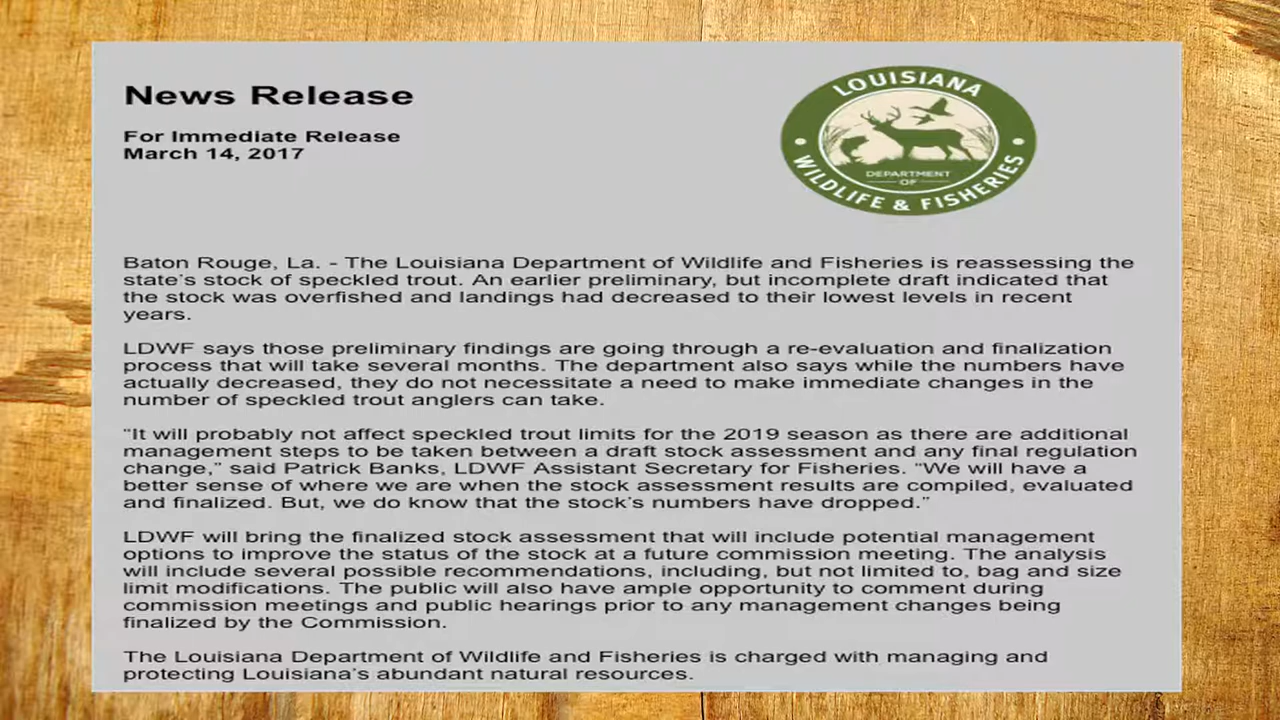 News Release
For Immediate Release
March 14, 2017
LOUISIANA
DEPARTMENT
OF
WILDLIFE & FISHERIES
Baton Rouge, La. - The Louisiana Department of Wildlife and Fisheries is reassessing the
state's stock of speckled trout. An earlier preliminary, but incomplete draft indicated that
the stock was overfished and landings had decreased to their lowest levels in recent
years.
LDWF says those preliminary findings are going through a re-evaluation and finalization
process that will take several months. The department also says while the numbers have
actually decreased, they do not necessitate a need to make immediate changes in the
number of speckled trout anglers can take.
"It will probably not affect speckled trout limits for the 2019 season as there are additional
management steps to be taken between a draft stock assessment and any final regulation
change," said Patrick Banks, LDWF Assistant Secretary for Fisheries. "We will have a
better sense of where we are when the stock assessment results are compiled, evaluated
and finalized. But, we do know that the stock's numbers have dropped."
LDWF will bring the finalized stock assessment that will include potential management
options to improve the status of the stock at a future commission meeting. The analysis
will include several possible recommendations, including, but not limited to, bag and size
limit modifications. The public will also have ample opportunity to comment during
commission meetings and public hearings prior to any management changes being
finalized by the Commission.
The Louisiana Department of Wildlife and Fisheries is charged with managing and
protecting Louisiana's abundant natural resources.